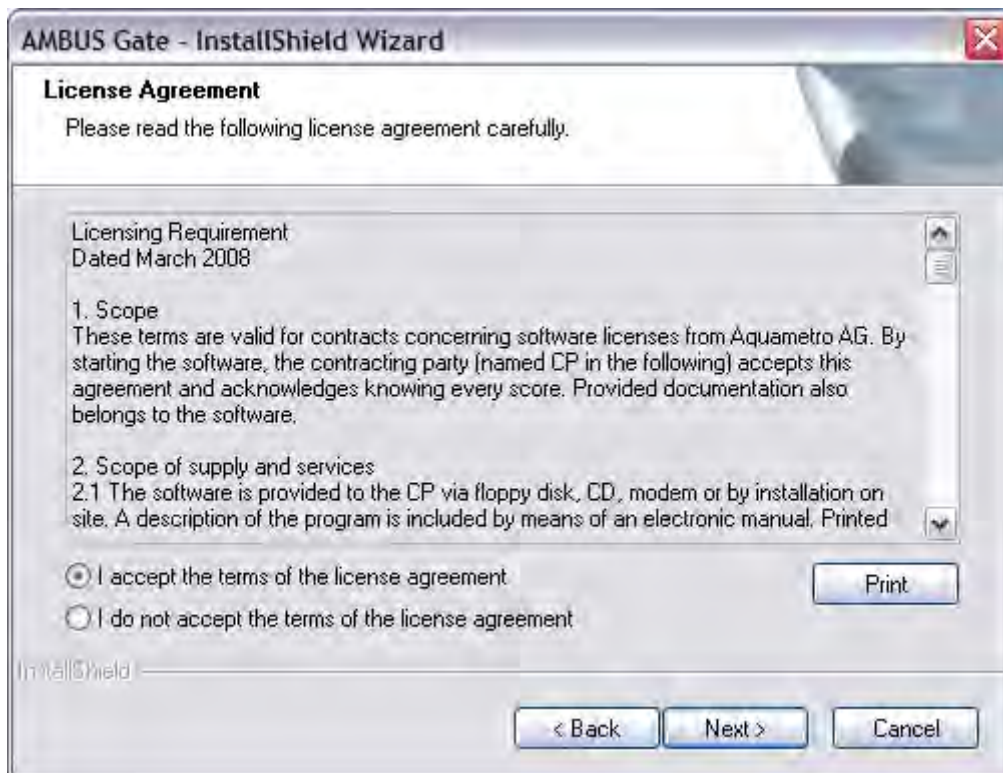 AMBUS Gate - InstallShield Wizard
License Agreement
Please read the following license agreement carefully.
Licensing Requirement
Dated March 2008
1. Scope
These terms are valid for contracts concerning software licenses from Aquametro AG. By
starting the software, the contracting party (named CP in the following) accepts this
agreement and acknowledges knowing every score. Provided documentation also
belongs to the software.
2. Scope of supply and services
2.1 The software is provided to the CP via floppy disk, CD, modem or by installation on
site. A description of the program is included by means of an electronic manual. Printed
I accept the terms of the license agreement
Print
I do not accept the terms of the license agreement
InstallShield
< Back
Next >
Cancel